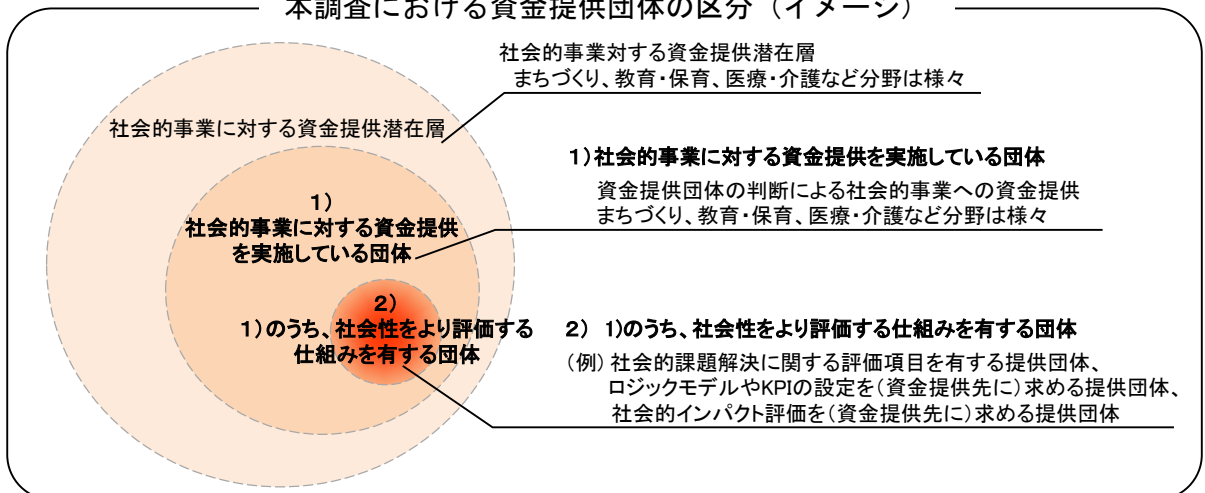 本調査における資金提供団体の区分（イメージ）
社会的事業対する資金提供潜在層
まちづくり、教育・保育、医療・介護など分野は様々
社会的事業に対する資金提供潜在層
1）社会的事業に対する資金提供を実施している団体
資金提供団体の判断による社会的事業への資金提供
まちづくり、教育・保育、医療・介護など分野は様々
1）
社会的事業に対する資金提供
を実施している団体
2）
1）のうち、社会性をより評価する
仕組みを有する団体
2） 1）のうち、社会性をより評価する仕組みを有する団体
（例）社会的課題解決に関する評価項目を有する提供団体、
ロジックモデルやKPIの設定を（資金提供先に）求める提供団体、
社会的インパクト評価を（資金提供先に）求める提供団体